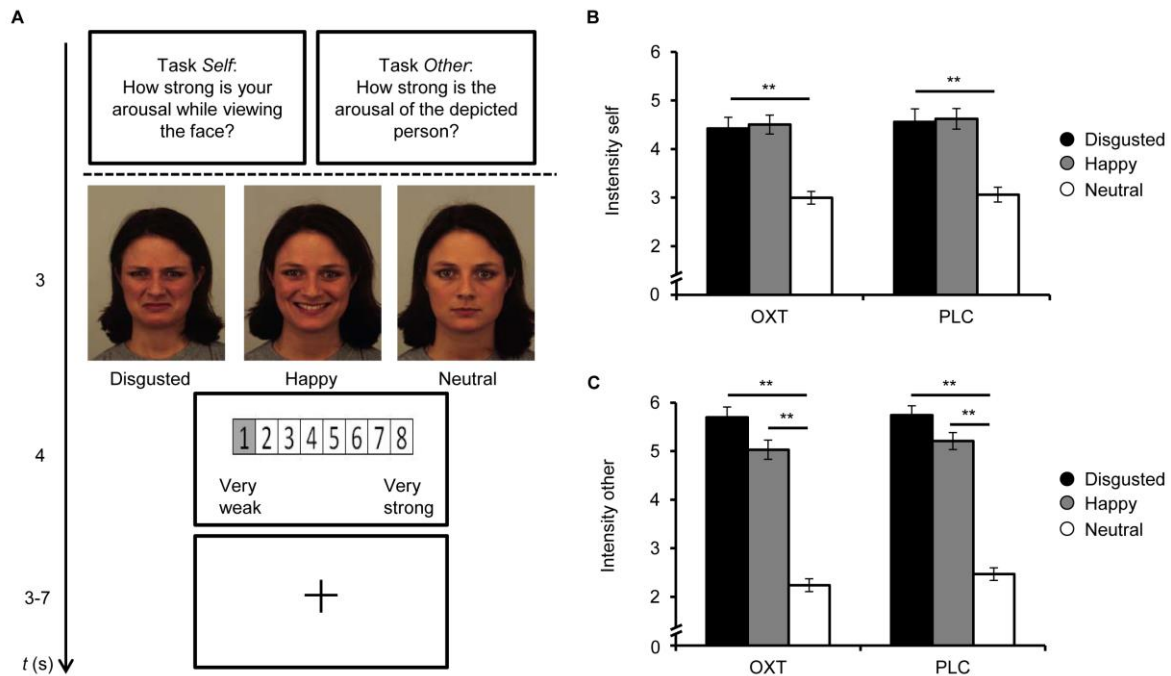 A
Task Self:
How strong is your
arousal while viewing
the face?
Task Other:
How strong is the
arousal of the depicted
person?
3
Disgusted
Happy
Neutral
4
1 2 3 4 5 6 7 8
Very
weak
Very
strong
3-7
t (s)
B
Instensity self
6
5
4
3
2
0
**
**
OXT
PLC
Disgusted
Happy
Neutral
C
Intensity other
6
5
4
3
2
0
**
**
**
**
OXT
PLC
Disgusted
Happy
Neutral